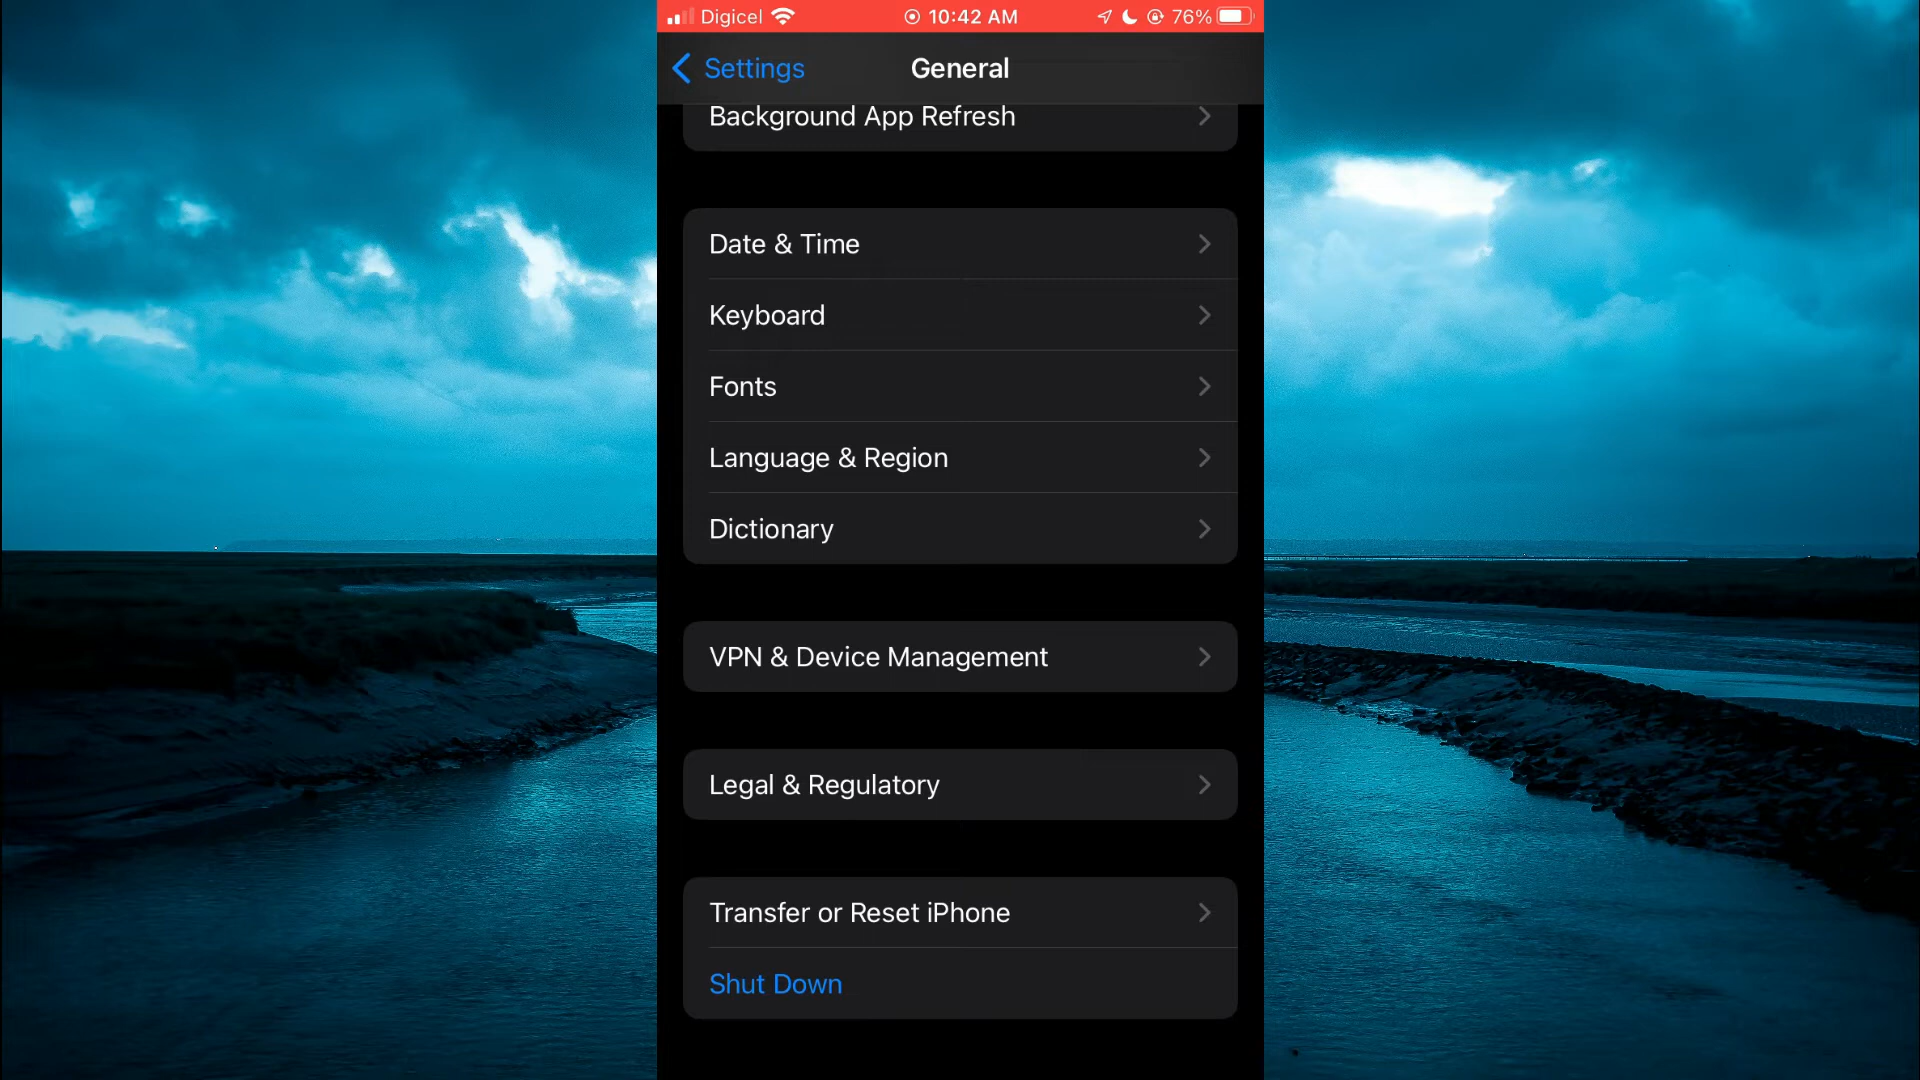 Digicel 10:42 AM 76%
Settings General
Background App Refresh
Date & Time
Keyboard
Fonts
Language & Region
Dictionary
VPN & Device Management
Legal & Regulatory
Transfer or Reset iPhone
Shut Down